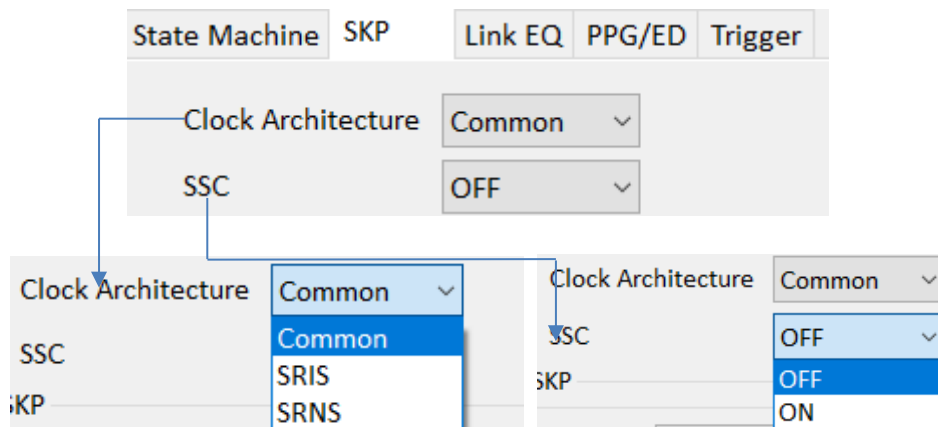 State Machine SKP Link EQ PPG/ED Trigger
Clock Architecture Common
SSC OFF
Clock Architecture Common
Common
SSC
SRIS
KP
SRNS
Clock Architecture Common
SSC OFF
SKP OFF
ON